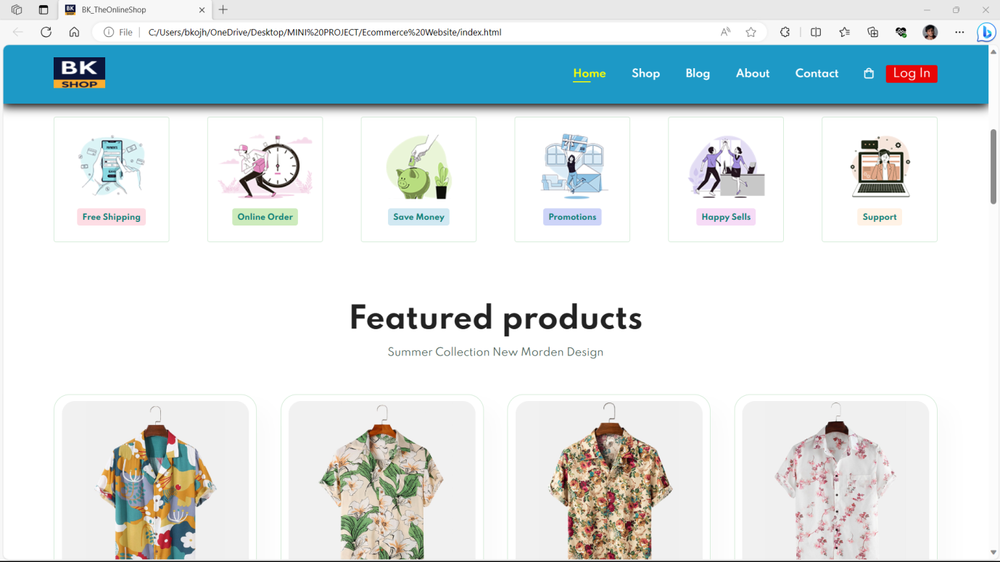 BK_TheOnlineShop
File
C:/Users/bkojh/OneDrive/Desktop/MINI%20PROJECT/Ecommerce%20Website/index.html
BK
SHOP
Home
Shop
Blog
About
Contact
Log In
PAYMENTS
Free Shipping
Online Order
Save Money
Promotions
Happy Sells
Support
Featured products
Summer Collection New Morden Design